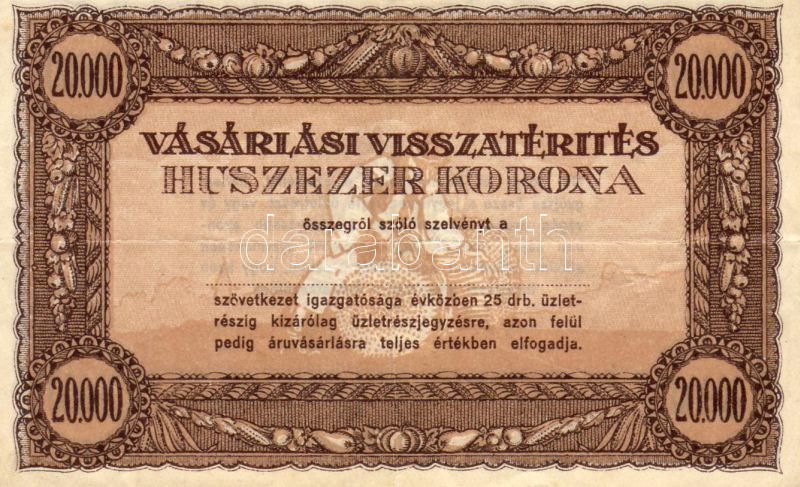 20.000 20.000
VÁSÁRLÁSI VISSZATÉRITÉS
HUSZEZER KORONA
összegről szóló szelvényt a
darabanth
szövetkezet igazgatósága évközben 25 drb. üzlet-
részig kizárólag üzletrészjegyzésre, azon felül
pedig áruvásárlásra teljes értékben elfogadja.
20.000 20.000